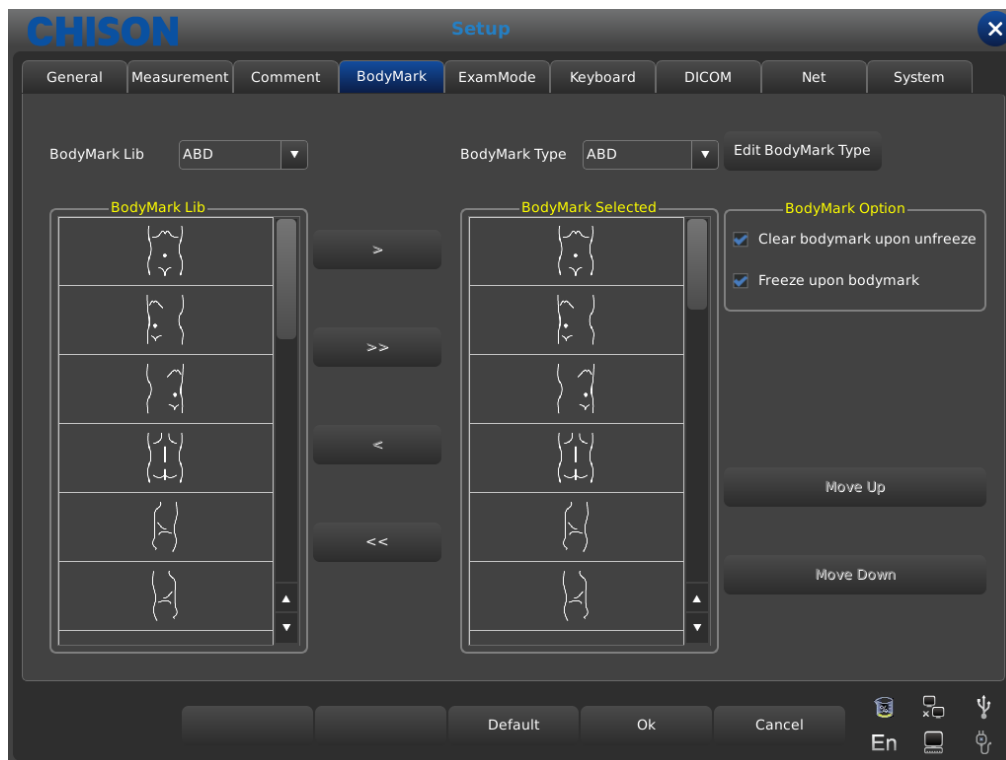 CHISON
Setup
General Measurement Comment BodyMark ExamMode Keyboard DICOM Net System
BodyMark Lib ABD BodyMark Type ABD Edit BodyMark Type
BodyMark Lib
BodyMark Selected
BodyMark Option
Clear bodymark upon unfreeze
Freeze upon bodymark
>
>>
<
<<
Move Up
Move Down
Default Ok Cancel
En